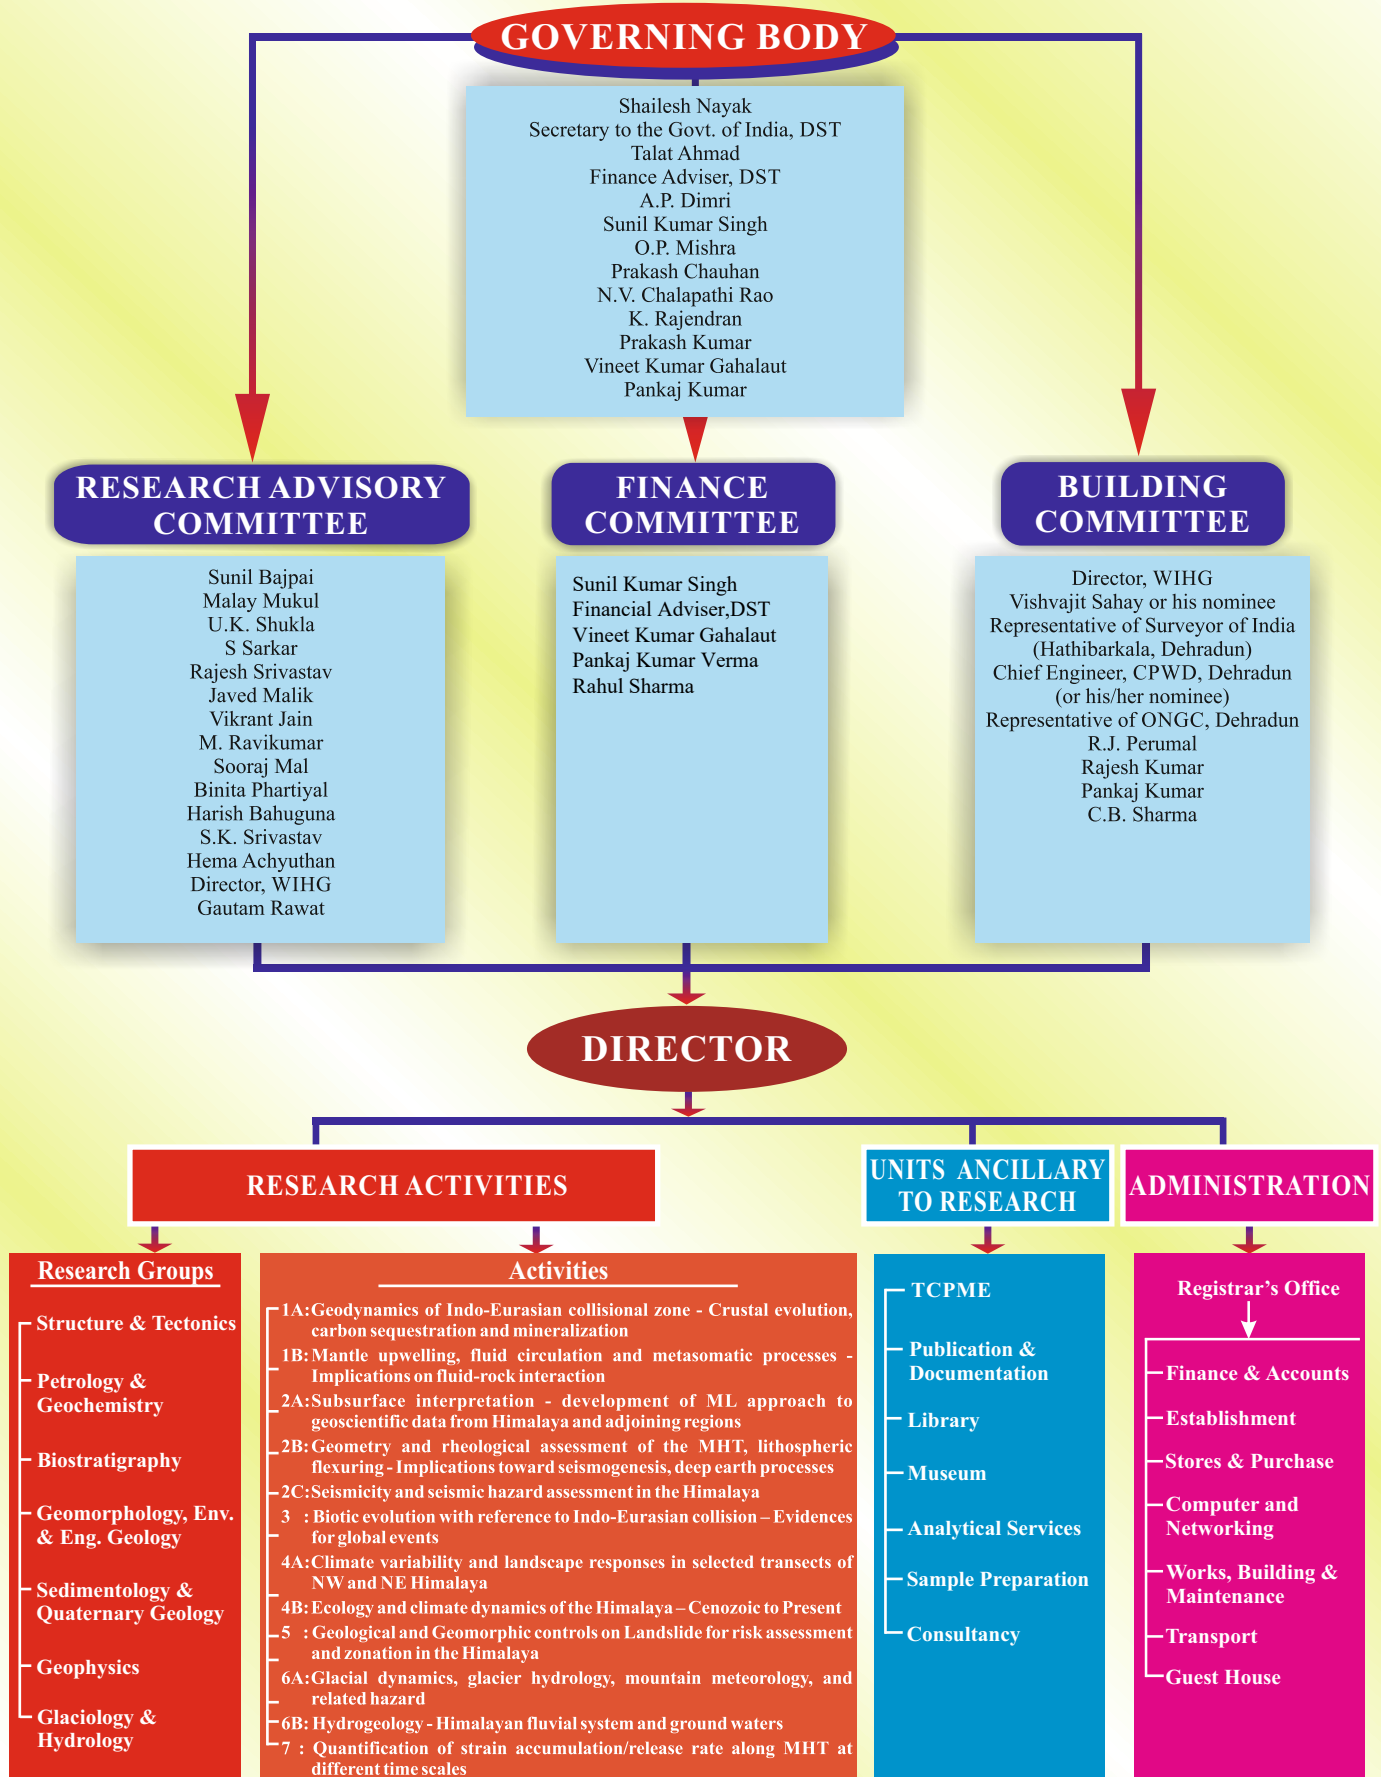 GOVERNING BODY
Shailesh Nayak
Secretary to the Govt. of India, DST
Talat Ahmad
Finance Adviser, DST
A.P. Dimri
Sunil Kumar Singh
O.P. Mishra
Prakash Chauhan
N.V. Chalapathi Rao
K. Rajendran
Prakash Kumar
Vineet Kumar Gahalaut
Pankaj Kumar
RESEARCH ADVISORY
COMMITTEE
Sunil Bajpai
Malay Mukul
U.K. Shukla
S Sarkar
Rajesh Srivastav
Javed Malik
Vikrant Jain
M. Ravikumar
Sooraj Mal
Binita Phartiyal
Harish Bahuguna
S.K. Srivastav
Hema Achyuthan
Director, WIHG
Gautam Rawat
FINANCE
COMMITTEE
Sunil Kumar Singh
Financial Adviser,DST
Vineet Kumar Gahalaut
Pankaj Kumar Verma
Rahul Sharma
BUILDING
COMMITTEE
Director, WIHG
Vishvajit Sahay or his nominee
Representative of Surveyor of India
(Hathibarkala, Dehradun)
Chief Engineer, CPWD, Dehradun
(or his/her nominee)
Representative of ONGC, Dehradun
R.J. Perumal
Rajesh Kumar
Pankaj Kumar
C.B. Sharma
DIRECTOR
RESEARCH ACTIVITIES
Research Groups
Structure & Tectonics
Petrology &
Geochemistry
Biostratigraphy
Geomorphology, Env.
& Eng. Geology
Sedimentology &
Quaternary Geology
Geophysics
Glaciology &
Hydrology
Activities
1A:Geodynamics of Indo-Eurasian collisional zone - Crustal evolution,
carbon sequestration and mineralization
1B: Mantle upwelling, fluid circulation and metasomatic processes -
Implications on fluid-rock interaction
2A:Subsurface interpretation - development of ML approach to
geoscientific data from Himalaya and adjoining regions
2B: Geometry and rheological assessment of the MHT, lithospheric
flexuring - Implications toward seismogenesis, deep earth processes
2C: Seismicity and seismic hazard assessment in the Himalaya
3 : Biotic evolution with reference to Indo-Eurasian collision – Evidences
for global events
4A:Climate variability and landscape responses in selected transects of
NW and NE Himalaya
4B: Ecology and climate dynamics of the Himalaya – Cenozoic to Present
5 : Geological and Geomorphic controls on Landslide for risk assessment
and zonation in the Himalaya
6A:Glacial dynamics, glacier hydrology, mountain meteorology, and
related hazard
6B: Hydrogeology - Himalayan fluvial system and ground waters
7 : Quantification of strain accumulation/release rate along MHT at
different time scales
UNITS ANCILLARY
TO RESEARCH
TCPME
Publication &
Documentation
Library
Museum
Analytical Services
Sample Preparation
Consultancy
ADMINISTRATION
Registrar's Office
Finance & Accounts
Establishment
Stores & Purchase
Computer and
Networking
Works, Building &
Maintenance
Transport
Guest House